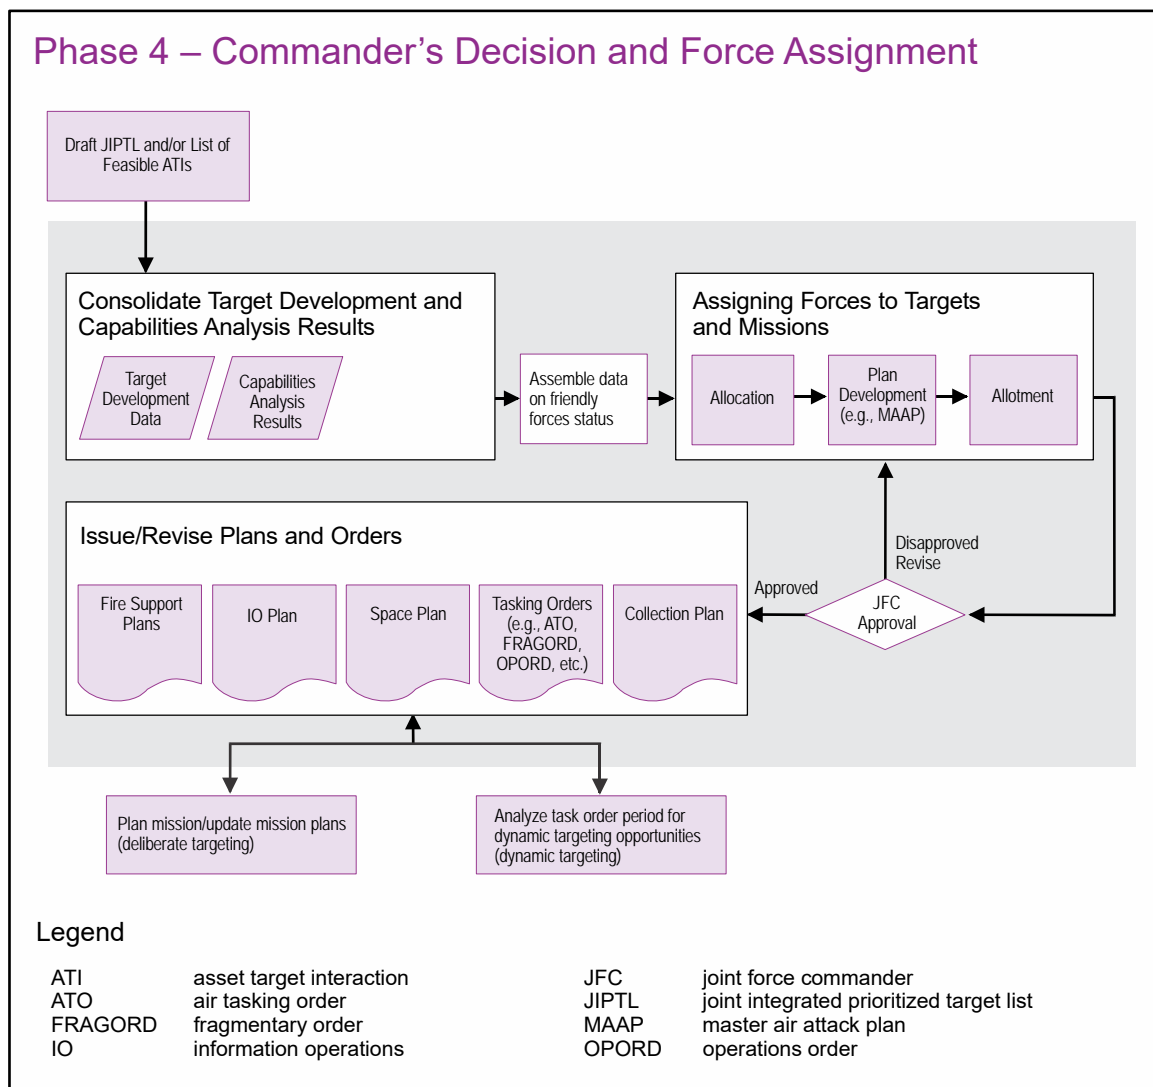 Phase 4 – Commander’s Decision and Force Assignment
Draft JIPTL and/or List of
Feasible ATIs
Consolidate Target Development and
Capabilities Analysis Results
Target
Development
Data
Capabilities
Analysis
Results
Assemble data
on friendly
forces status
Assigning Forces to Targets
and Missions
Allocation
Plan
Development
(e.g., MAAP)
Allotment
Disapproved
Revise
JFC
Approval
Approved
Issue/Revise Plans and Orders
Fire Support
Plans
IO Plan
Space Plan
Tasking Orders
(e.g., ATO,
FRAGORD,
OPORD, etc.)
Collection Plan
Plan mission/update mission plans
(deliberate targeting)
Analyze task order period for
dynamic targeting opportunities
(dynamic targeting)
Legend
ATI asset target interaction
ATO air tasking order
FRAGORD fragmentary order
IO information operations
JFC joint force commander
JIPTL joint integrated prioritized target list
MAAP master air attack plan
OPORD operations order